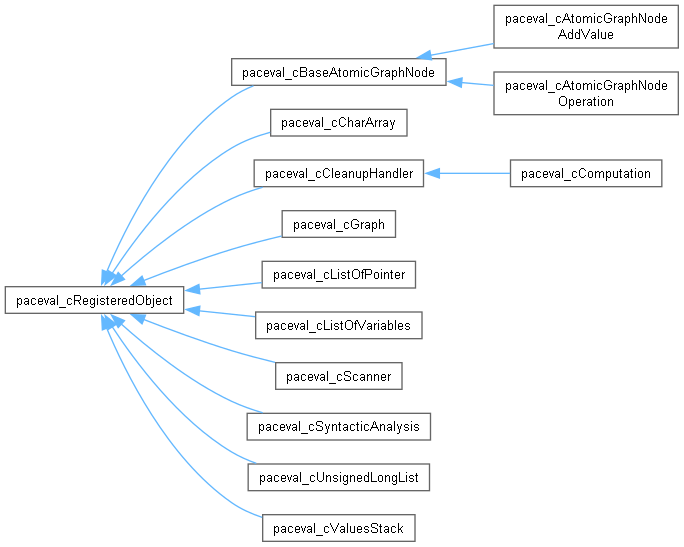 paceval_cAtomicGraphNode
AddValue
paceval_cBaseAtomicGraphNode
paceval_cAtomicGraphNode
Operation
paceval_cCharArray
paceval_cCleanupHandler
paceval_cComputation
paceval_cGraph
paceval_cListOfPointer
paceval_cRegisteredObject
paceval_cListOfVariables
paceval_cScanner
paceval_cSyntacticAnalysis
paceval_cUnsignedLongList
paceval_cValuesStack